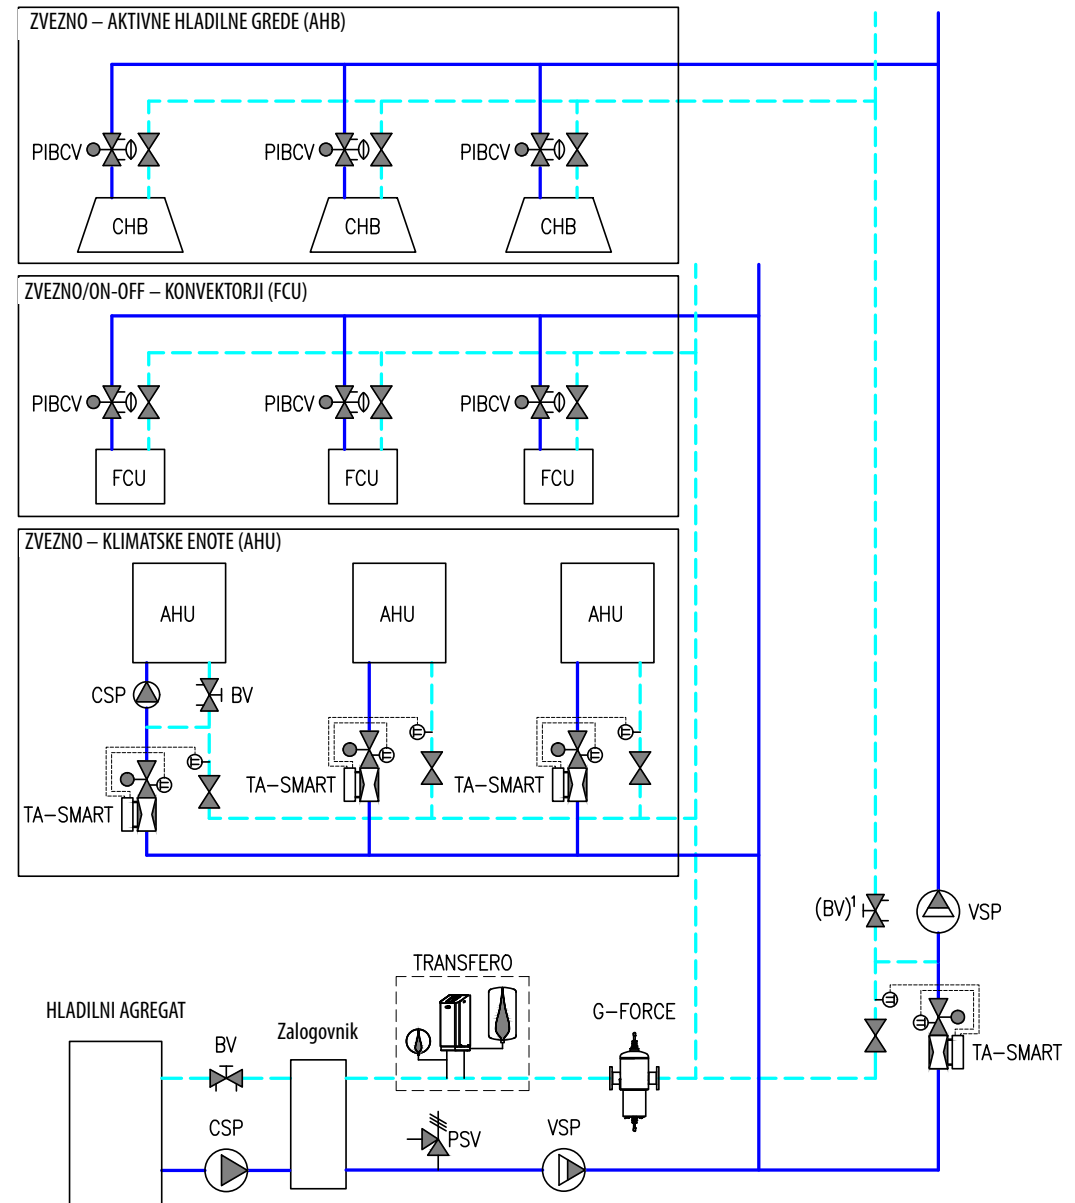 ZVEZNO – AKTIVNE HLADILNE GREDE (AHB)
PIBCV
PIBCV
PIBCV
CHB
CHB
CHB
ZVEZNO/ON-OFF – KONVEKTORJI (FCU)
PIBCV
PIBCV
PIBCV
FCU
FCU
FCU
ZVEZNO – KLIMATSKE ENOTE (AHU)
AHU
AHU
AHU
CSP
BV
TA-SMART
TA-SMART
TA-SMART
(BV)¹
VSP
TRANSFERO
HLADILNI AGREGAT
Zalogovnik
G-FORCE
BV
TA-SMART
CSP
PSV
VSP